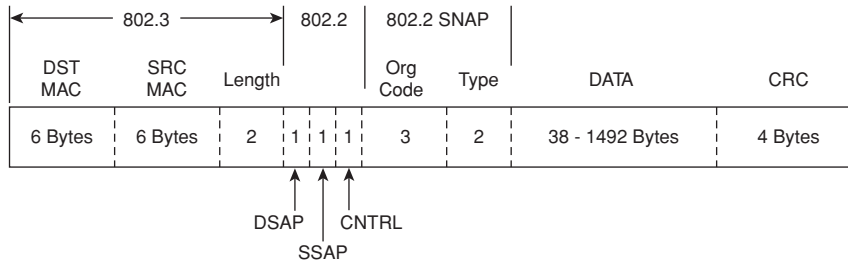 802.3 802.2 802.2 SNAP
DST MAC SRC MAC Length Org Code Type DATA CRC
6 Bytes 6 Bytes 2 1 1 1 3 2 38 - 1492 Bytes 4 Bytes
DSAP CNTRL
SSAP